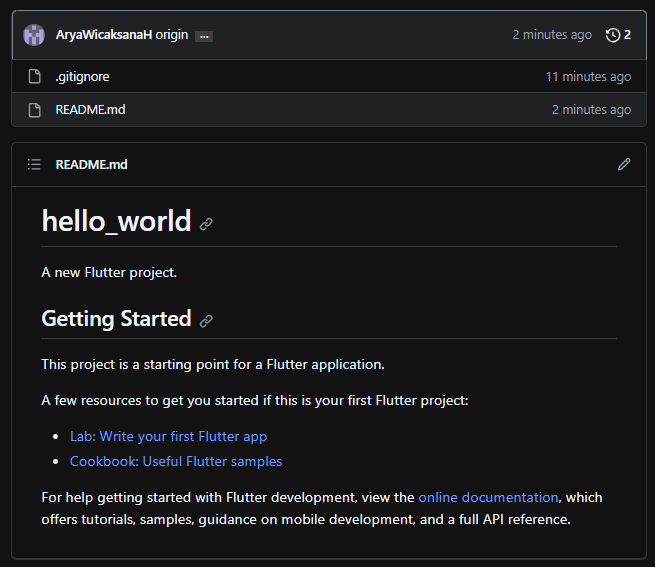 AryaWicaksanaH origin ... 2 minutes ago 2
.gitignore 11 minutes ago
README.md 2 minutes ago
README.md
hello_world
A new Flutter project.
Getting Started
This project is a starting point for a Flutter application.
A few resources to get you started if this is your first Flutter project:
• Lab: Write your first Flutter app
• Cookbook: Useful Flutter samples
For help getting started with Flutter development, view the online documentation, which
offers tutorials, samples, guidance on mobile development, and a full API reference.